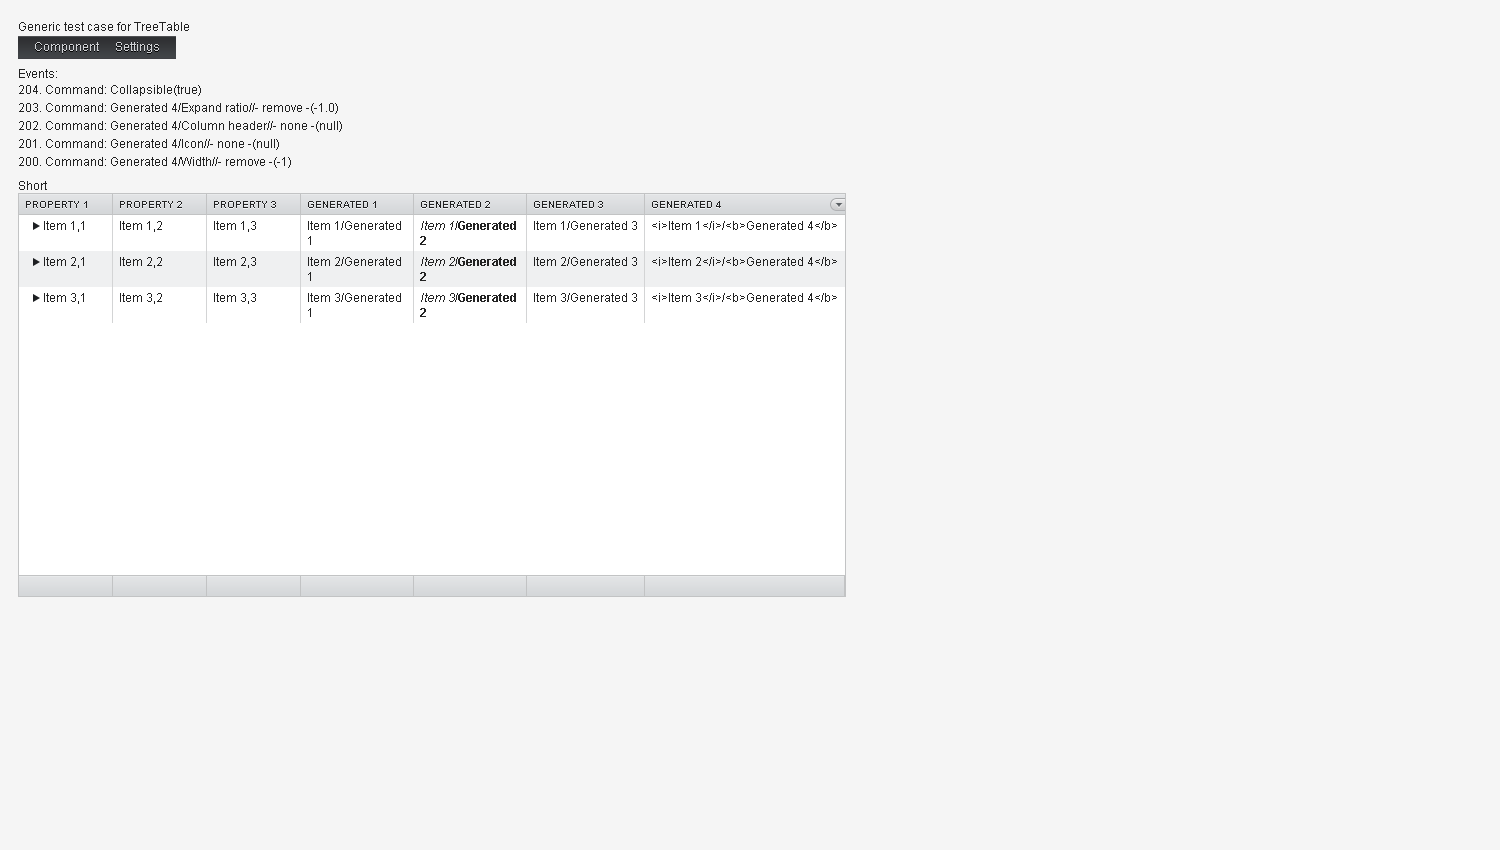 Generic test case for TreeTable
Component Settings
Events:
204. Command: Collapsible(true)
203. Command: Generated 4/Expand ratio//- remove -(-1.0)
202. Command: Generated 4/Column header//- none -(null)
201. Command: Generated 4/Icon//- none -(null)
200. Command: Generated 4/Width//- remove -(-1)
Short
PROPERTY 1 PROPERTY 2 PROPERTY 3 GENERATED 1 GENERATED 2 GENERATED 3 GENERATED 4
Item 1,1 Item 1,2 Item 1,3 Item 1/Generated Item 1/Generated Item 1/Generated 3 <i>Item 1</i>/<b>Generated 4</b>
1 2
Item 2,1 Item 2,2 Item 2,3 Item 2/Generated Item 2/Generated Item 2/Generated 3 <i>Item 2</i>/<b>Generated 4</b>
1 2
Item 3,1 Item 3,2 Item 3,3 Item 3/Generated Item 3/Generated Item 3/Generated 3 <i>Item 3</i>/<b>Generated 4</b>
1 2